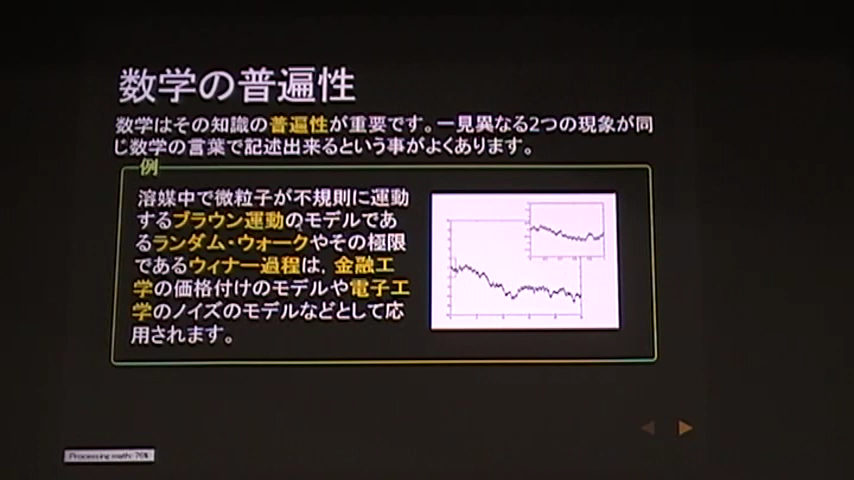 数学の普遍性
数学はその知識の普遍性が重要です。一見異なる2つの現象が同
じ数学の言葉で記述出来るという事がよくあります。
例
溶媒中で微粒子が不規則に運動
するブラウン運動のモデルであ
るランダム・ウォークやその極限
であるウィナー過程は, 金融工
学の価格付けのモデルや電子工
学のノイズのモデルなどとして応
用されます。
Processing math: 76%